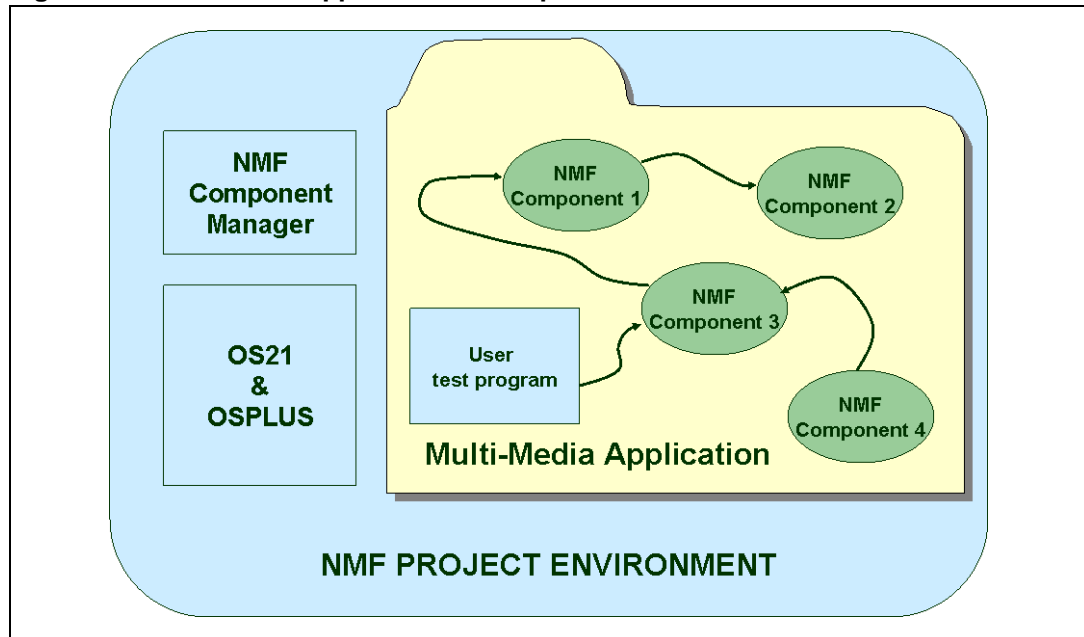 NMF
Component
Manager
OS21
&
OSPLUS
NMF
Component 1
NMF
Component 2
NMF
Component 3
User
test program
NMF
Component 4
Multi-Media Application
NMF PROJECT ENVIRONMENT